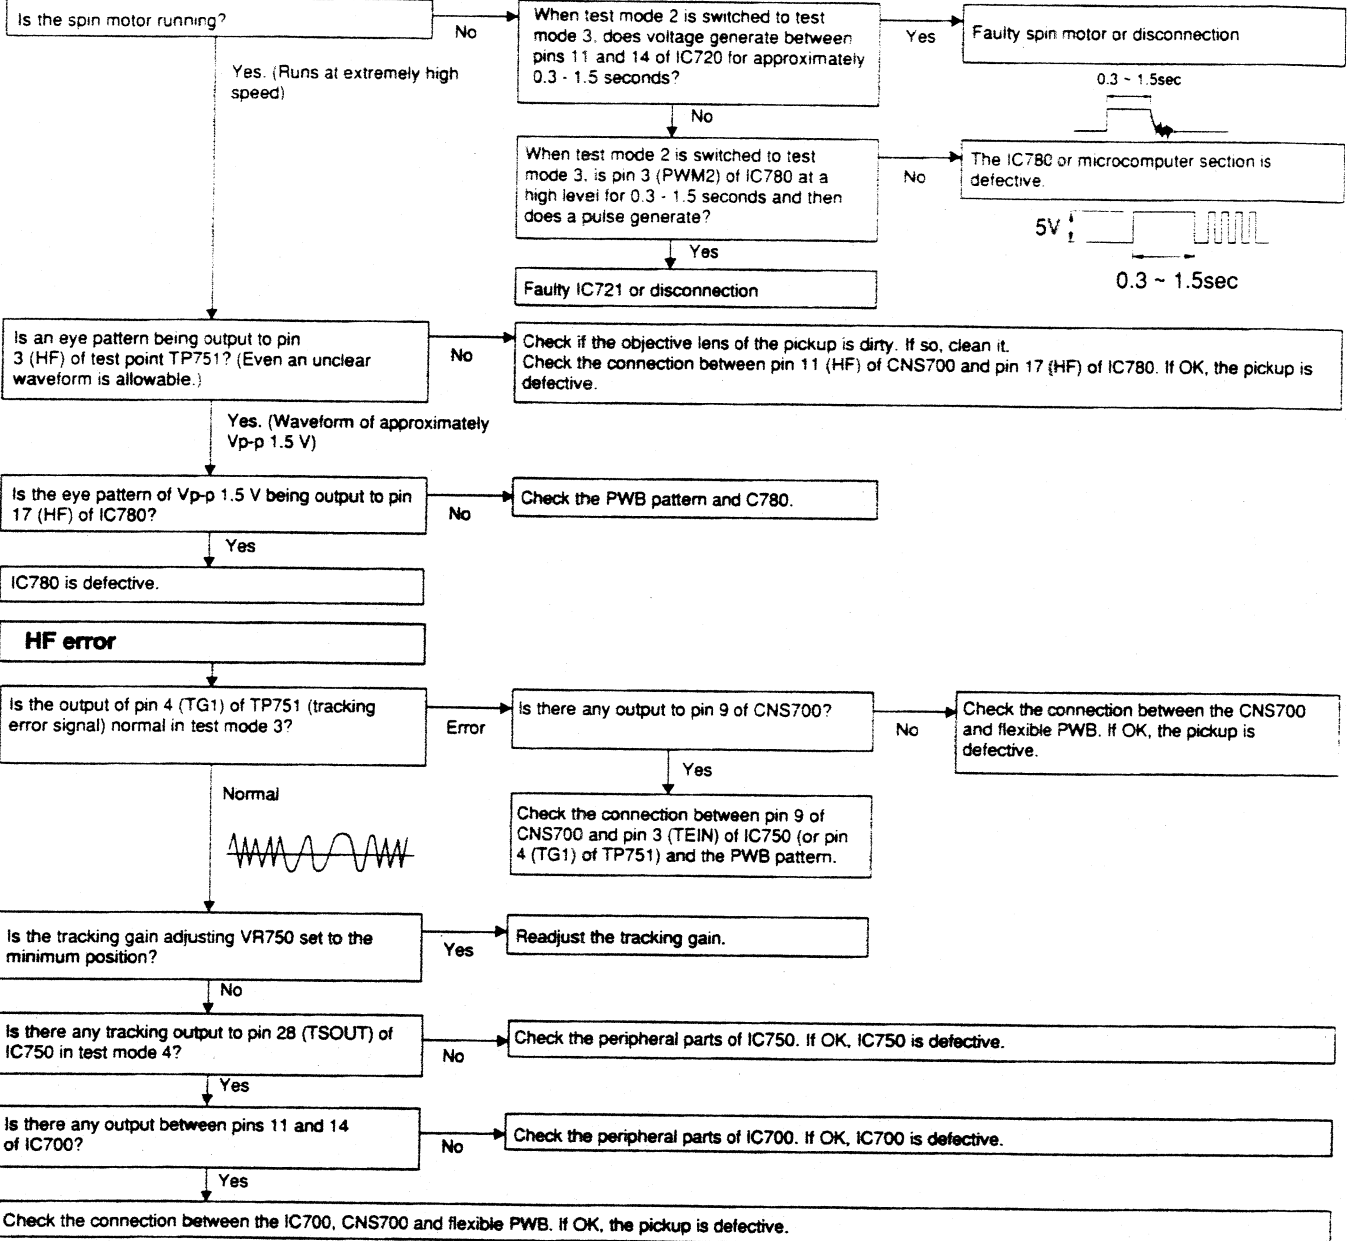 Is the spin motor running?
No
When test mode 2 is switched to test
mode 3, does voltage generate between
pins 11 and 14 of IC720 for approximately
0.3 - 1.5 seconds?
Yes
Faulty spin motor or disconnection
Yes. (Runs at extremely high
speed)
0.3 ~ 1.5sec
No
When test mode 2 is switched to test
mode 3, is pin 3 (PWM2) of IC780 at a
high level for 0.3 - 1.5 seconds and then
does a pulse generate?
No
The IC780 or microcomputer section is
defective.
5V
0.3 ~ 1.5sec
Yes
Faulty IC721 or disconnection
Is an eye pattern being output to pin
3 (HF) of test point TP751? (Even an unclear
waveform is allowable.)
No
Check if the objective lens of the pickup is dirty. If so, clean it.
Check the connection between pin 11 (HF) of CNS700 and pin 17 (HF) of IC780. If OK, the pickup is
defective.
Yes. (Waveform of approximately
Vp-p 1.5 V)
Is the eye pattern of Vp-p 1.5 V being output to pin
17 (HF) of IC780?
No
Check the PWB pattern and C780.
Yes
IC780 is defective.
HF error
Is the output of pin 4 (TG1) of TP751 (tracking
error signal) normal in test mode 3?
Error
Is there any output to pin 9 of CNS700?
No
Check the connection between the CNS700
and flexible PWB. If OK, the pickup is
defective.
Yes
Normal
Check the connection between pin 9 of
CNS700 and pin 3 (TEIN) of IC750 (or pin
4 (TG1) of TP751) and the PWB pattern.
Is the tracking gain adjusting VR750 set to the
minimum position?
Yes
Readjust the tracking gain.
No
Is there any tracking output to pin 28 (TSOUT) of
IC750 in test mode 4?
No
Check the peripheral parts of IC750. If OK, IC750 is defective.
Yes
Is there any output between pins 11 and 14
of IC700?
No
Check the peripheral parts of IC700. If OK, IC700 is defective.
Yes
Check the connection between the IC700, CNS700 and flexible PWB. If OK, the pickup is defective.